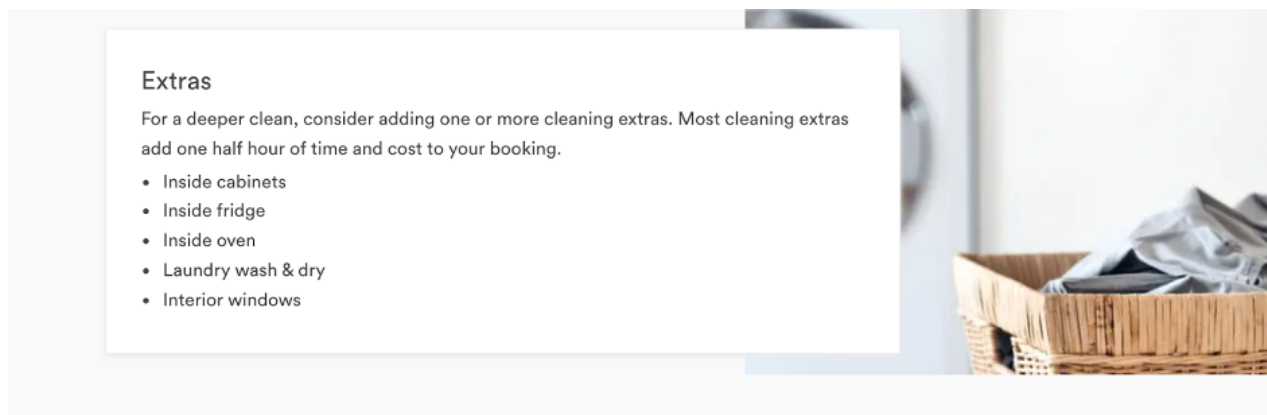 Extras
For a deeper clean, consider adding one or more cleaning extras. Most cleaning extras
add one half hour of time and cost to your booking.
• Inside cabinets
• Inside fridge
• Inside oven
• Laundry wash & dry
• Interior windows